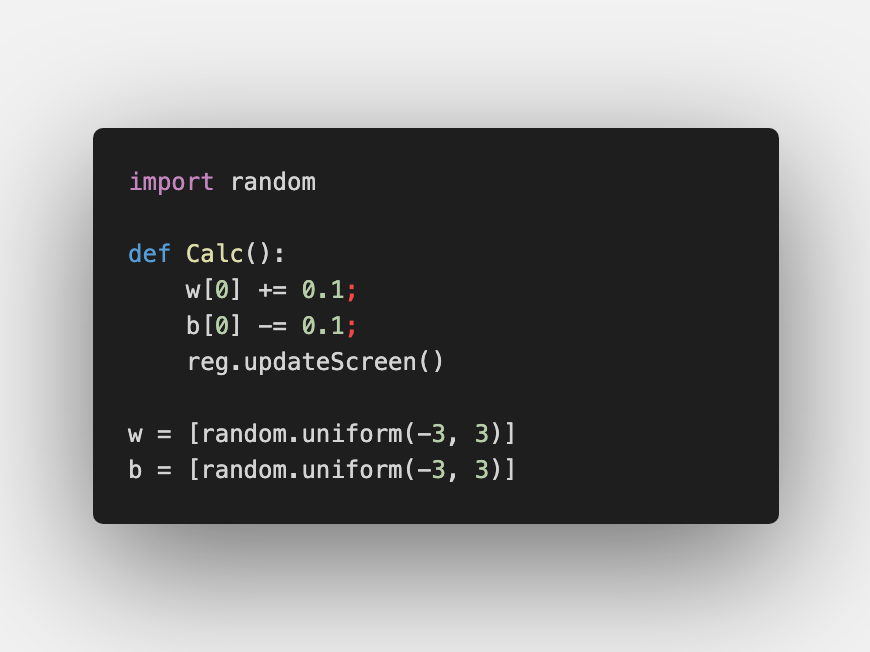 import random
def Calc():
    w[0] += 0.1;
    b[0] -= 0.1;
    reg.updateScreen()
w = [random.uniform(-3, 3)]
b = [random.uniform(-3, 3)]